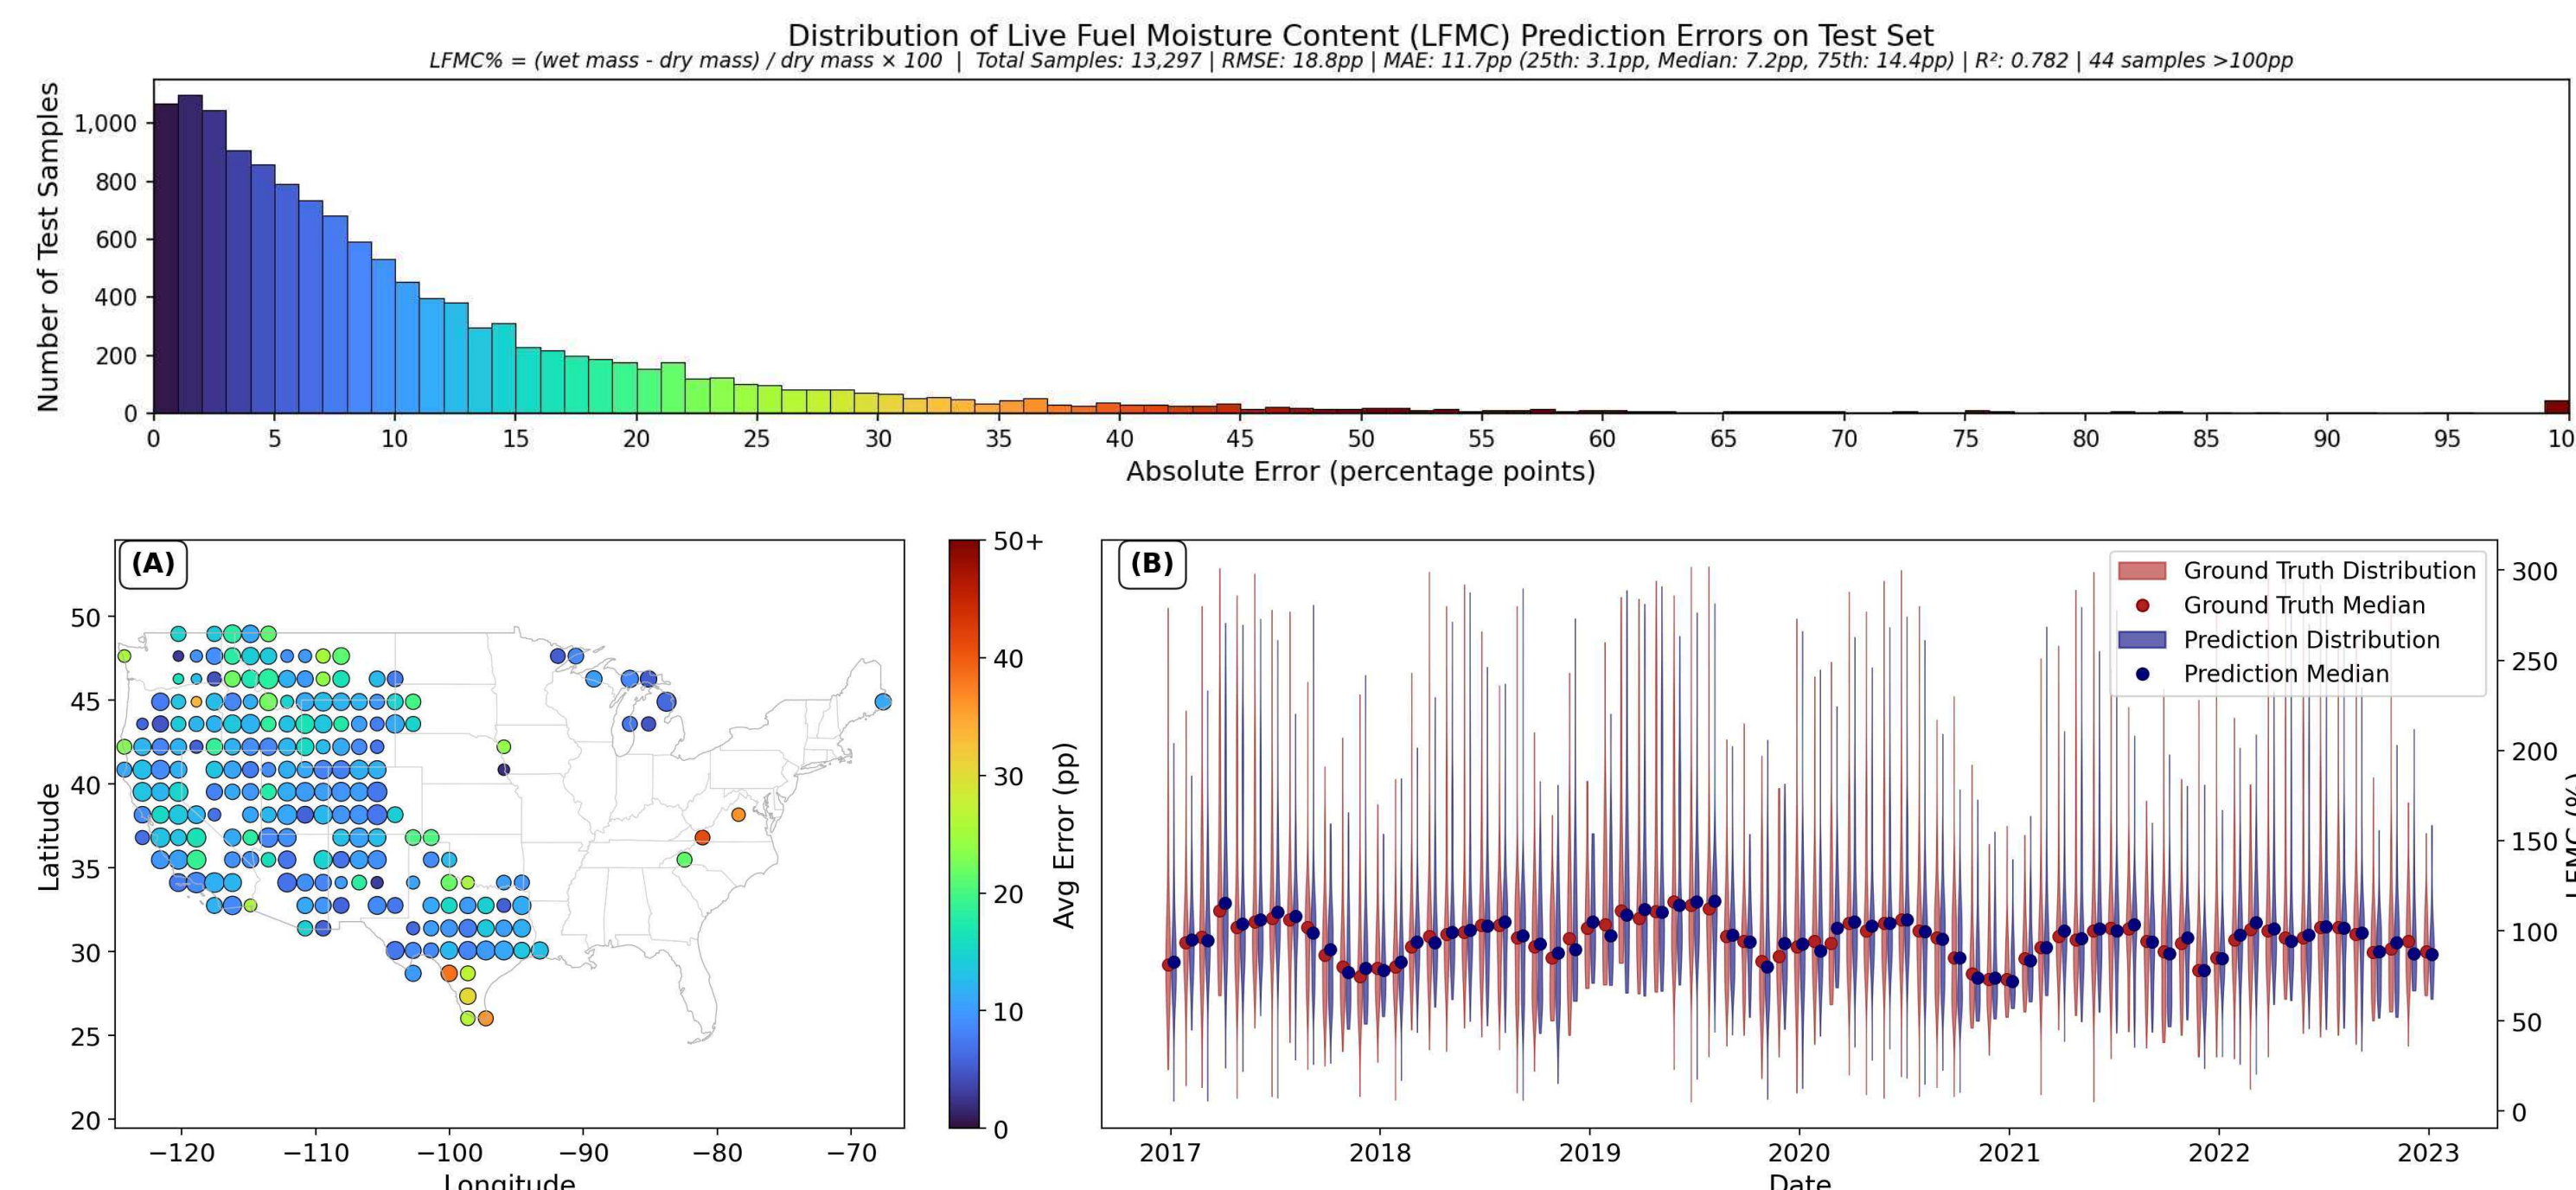 Distribution of Live Fuel Moisture Content (LFMC) Prediction Errors on Test Set
LFMC% = (wet mass - dry mass) / dry mass × 100 | Total Samples: 13,297 | RMSE: 18.8pp | MAE: 11.7pp (25th: 3.1pp, Median: 7.2pp, 75th: 14.4pp) | R²: 0.782 | 44 samples >100pp
Number of Test Samples
1,000
800
600
400
200
0
0 5 10 15 20 25 30 35 40 45 50 55 60 65 70 75 80 85 90 95 10
Absolute Error (percentage points)
(A)
Latitude
50
45
40
35
30
25
20
−120 −110 −100 −90 −80 −70
Longitude
50+
40
30
20
10
0
Avg Error (pp)
(B)
Ground Truth Distribution
Ground Truth Median
Prediction Distribution
Prediction Median
300
250
200
150
100
50
0
LFMC (%)
2017 2018 2019 2020 2021 2022 2023
Date